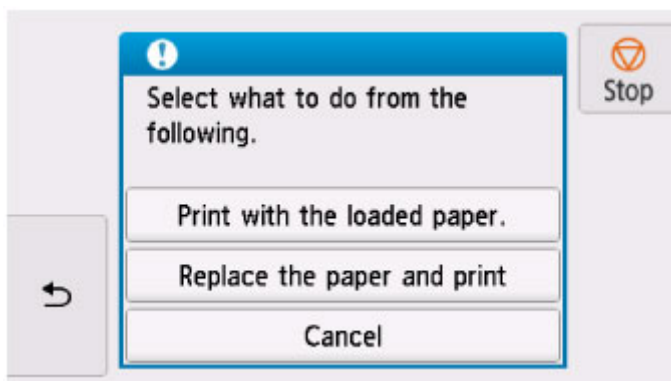 Select what to do from the
following.
Stop
Print with the loaded paper.
Replace the paper and print
Cancel